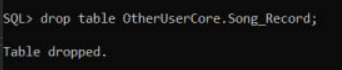 SQL> drop table OtherUserCore.Song_Record;
Table dropped.